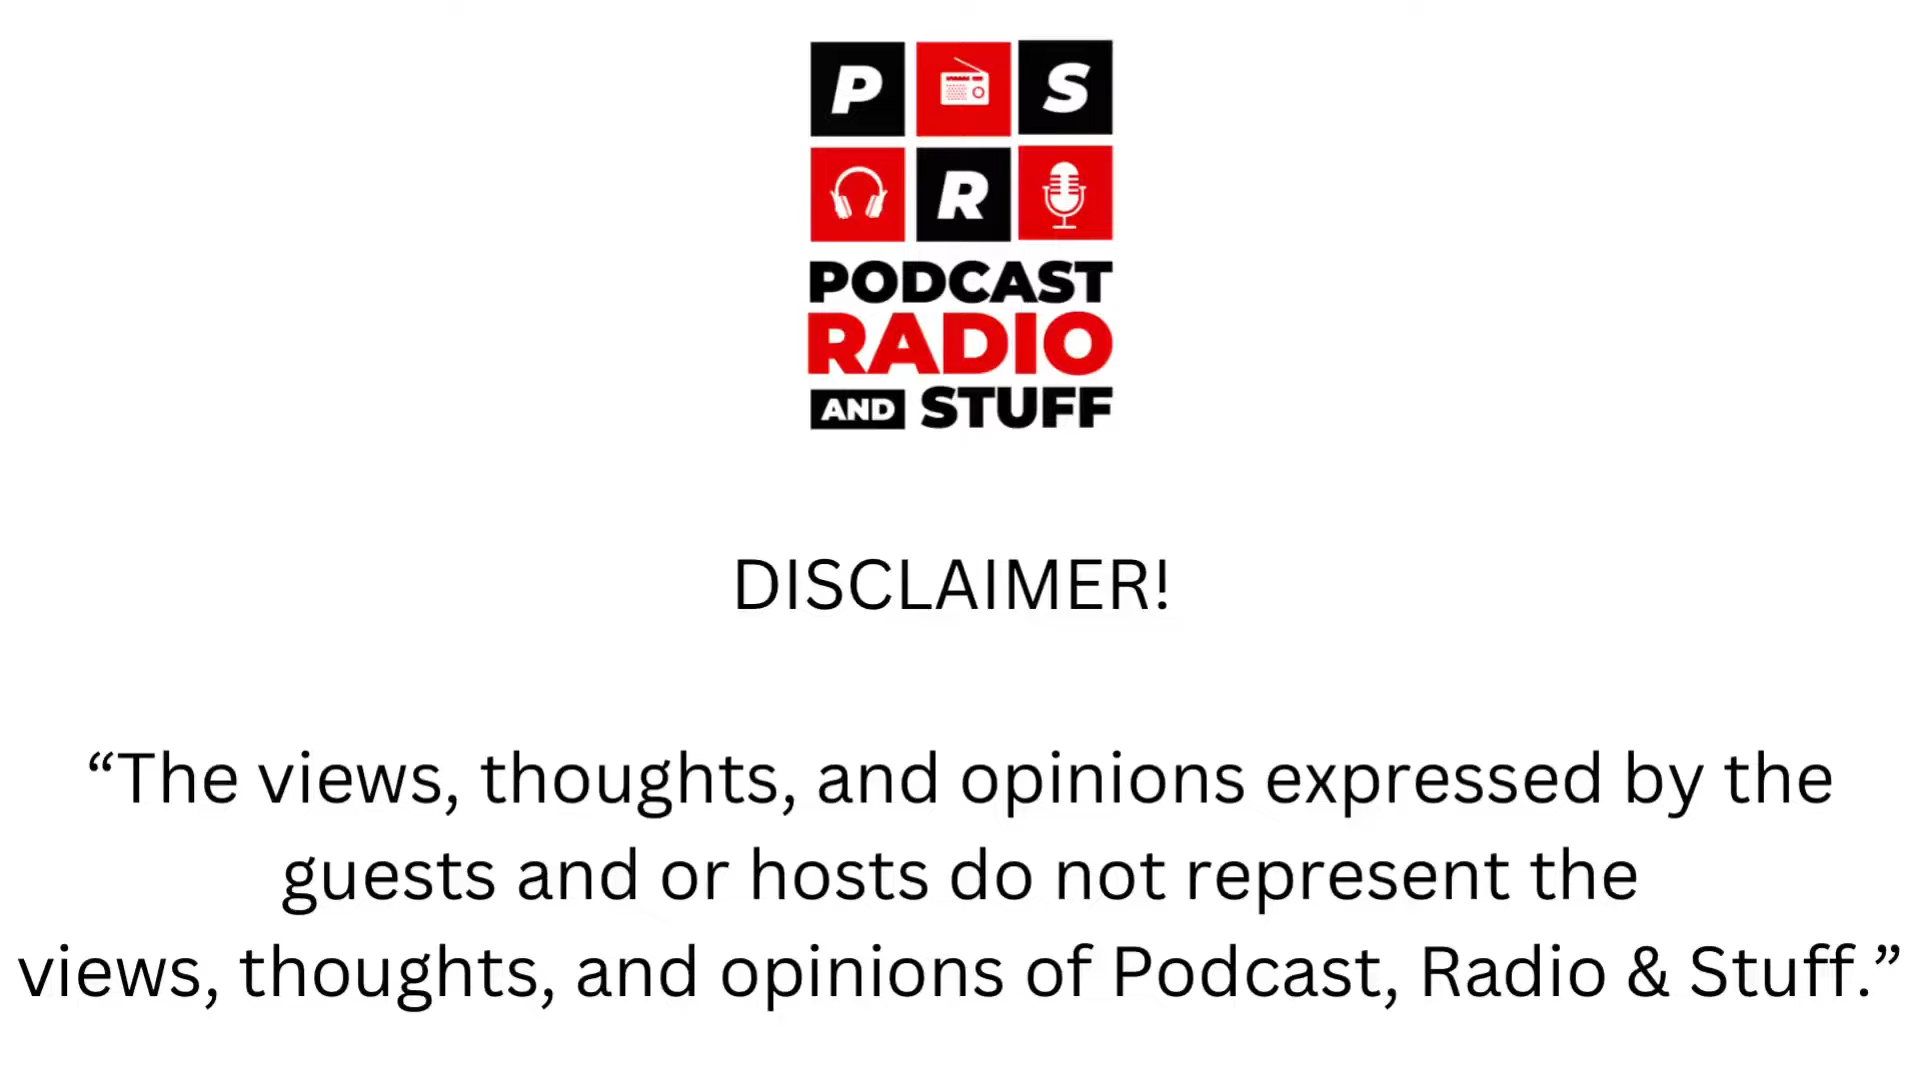 P S
R
PODCAST
RADIO
AND STUFF
DISCLAIMER!
“The views, thoughts, and opinions expressed by the
guests and or hosts do not represent the
views, thoughts, and opinions of Podcast, Radio & Stuff.”